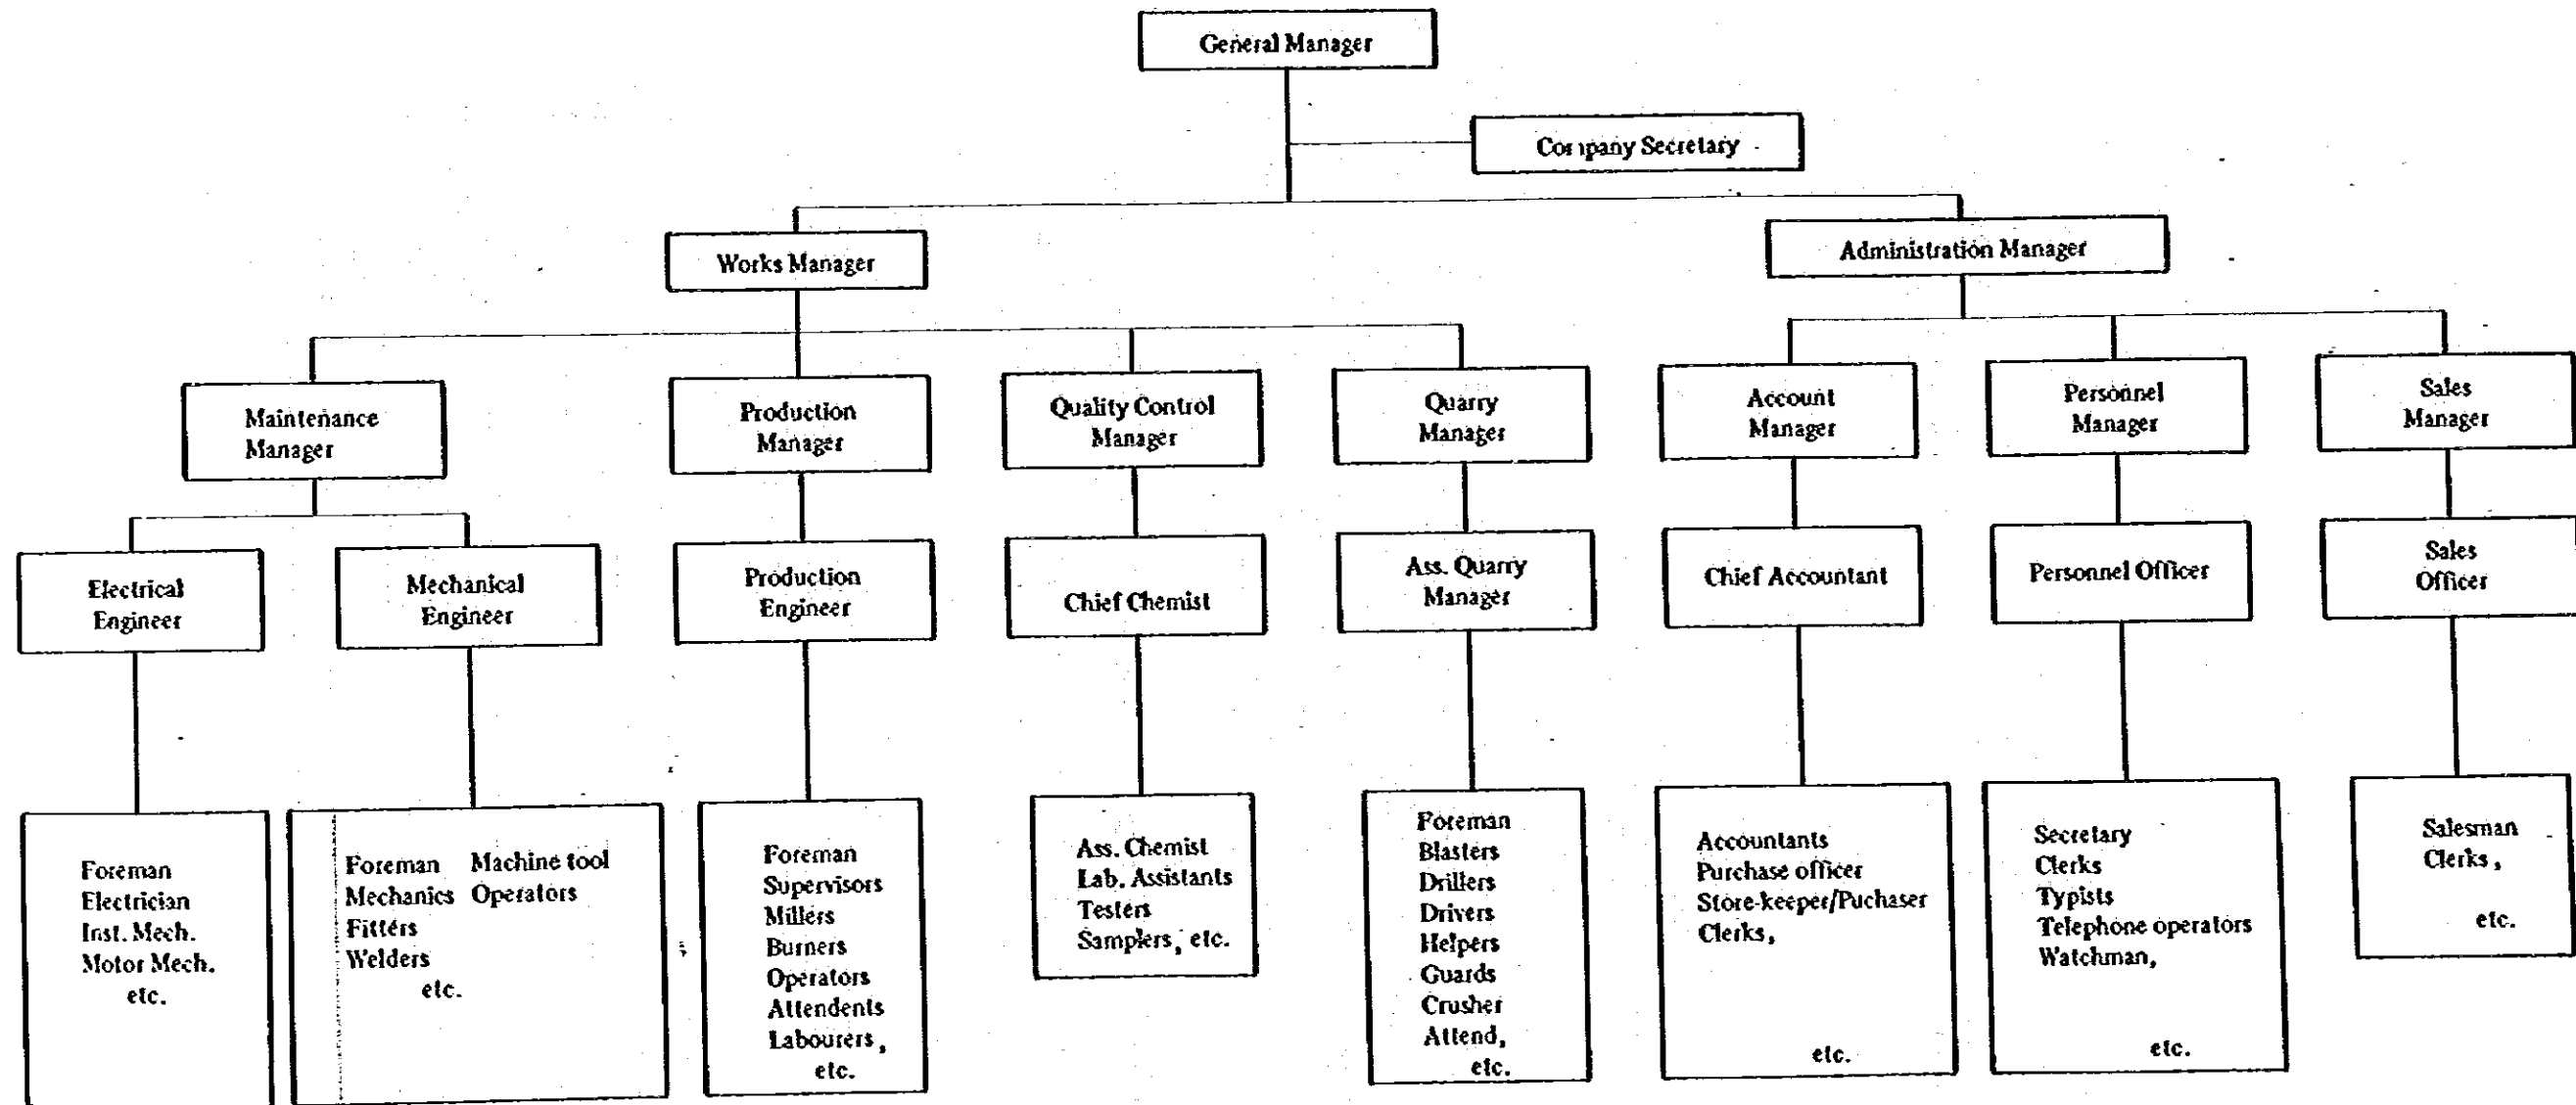 General Manager
Company Secretary
Works Manager
Administration Manager
Maintenance
Manager
Production
Manager
Quality Control
Manager
Quarry
Manager
Account
Manager
Personnel
Manager
Sales
Manager
Electrical
Engineer
Mechanical
Engineer
Production
Engineer
Chief Chemist
Ass. Quarry
Manager
Chief Accountant
Personnel Officer
Sales
Officer
Foreman
Electrician
Inst. Mech.
Motor Mech.
etc.
Foreman Machine tool
Mechanics Operators
Fitters
Welders
etc.
Foreman
Supervisors
Millers
Burners
Operators
Attendents
Labourers,
etc.
Ass. Chemist
Lab. Assistants
Testers
Samplers, etc.
Foreman
Blasters
Drillers
Drivers
Helpers
Guards
Crusher
Attend,
etc.
Accountants
Purchase officer
Store-keeper/Puchaser
Clerks,
etc.
Secretary
Clerks
Typists
Telephone operators
Watchman,
etc.
Salesman
Clerks,
etc.